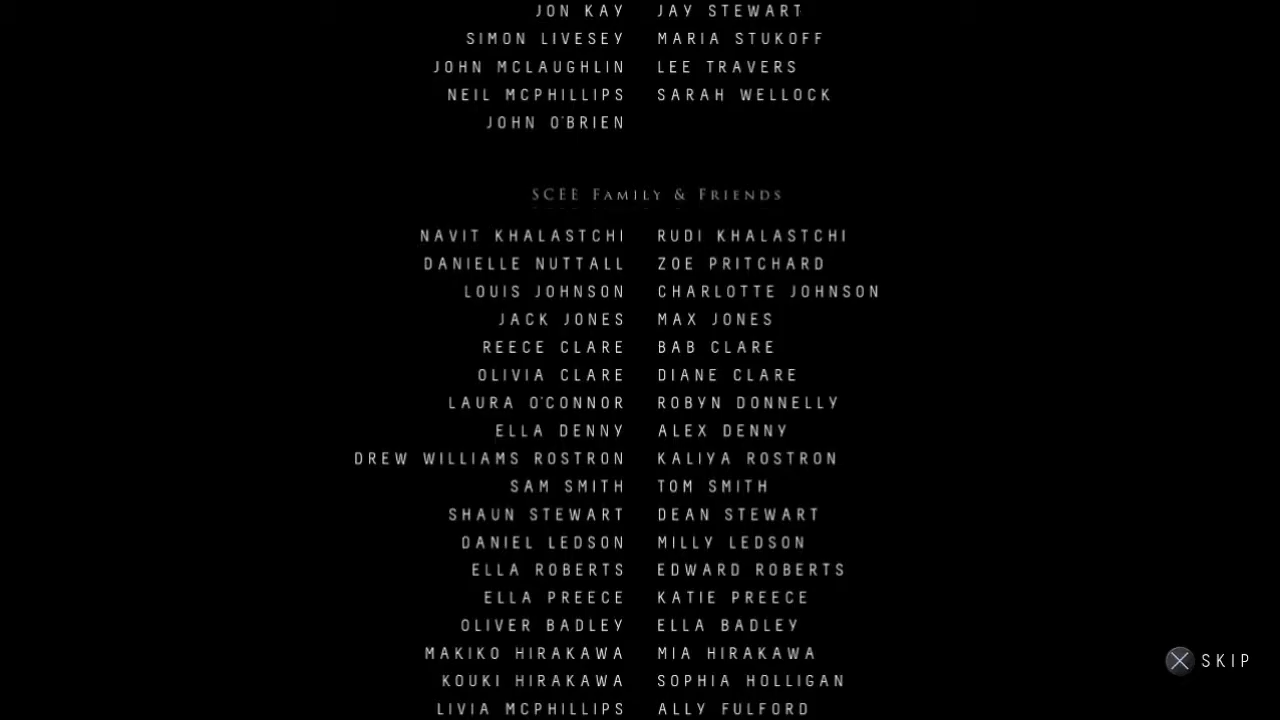 JON KAY JAY STEWART
SIMON LIVESEY MARIA STUKOFF
JOHN MCLAUGHLIN LEE TRAVERS
NEIL MCPHILLIPS SARAH WELLOCK
JOHN O'BRIEN
SCEE FAMILY & FRIENDS
NAVIT KHALASTCHI RUDI KHALASTCHI
DANIELLE NUTTALL ZOE PRITCHARD
LOUIS JOHNSON CHARLOTTE JOHNSON
JACK JONES MAX JONES
REECE CLARE BAB CLARE
OLIVIA CLARE DIANE CLARE
LAURA O'CONNOR ROBYN DONNELLY
ELLA DENNY ALEX DENNY
DREW WILLIAMS ROSTRON KALIYA ROSTRON
SAM SMITH TOM SMITH
SHAUN STEWART DEAN STEWART
DANIEL LEDSON MILLY LEDSON
ELLA ROBERTS EDWARD ROBERTS
ELLA PREECE KATIE PREECE
OLIVER BADLEY ELLA BADLEY
MAKIKO HIRAKAWA MIA HIRAKAWA
SKIP
KOUKI HIRAKAWA SOPHIA HOLLIGAN
LIVIA MCPHILLIPS ALLY FULFORD